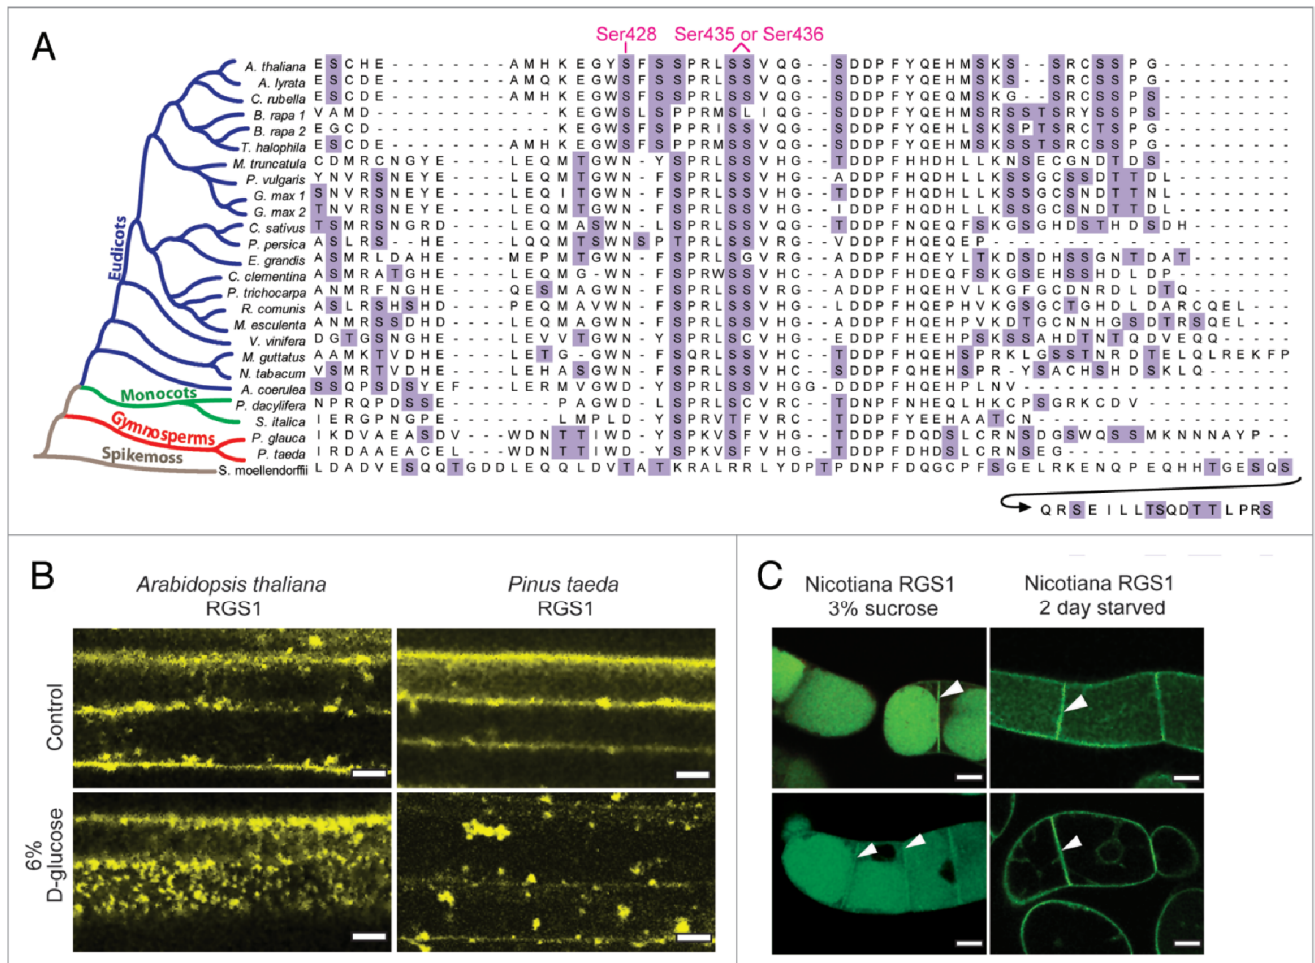 A
Ser428 Ser435 or Ser436
A. thaliana E S C H E - - - - - - - A M H K E G Y S F S S P R L S S V Q G - - S D D P F Y Q E H M S K S - - S R C S S P G - - - - - - -
A. lyrata E S C D E - - - - - - - A M H K E G W S F S S P R L S S V Q G - - S D D P F Y Q E H M S K S - - S R C S S P S - - - - - - -
C. rubella E S C D E - - - - - - - A M H K E G W S F S S P R L S S V Q G - - S D D P F Y Q E H M S K G - - S R C S S P S - - - - - - -
B. rapa 1 V A M D - - - - - - - - - - K E G W S L S P P R M S L I Q G - - S D D P F Y Q E H M S R S S T S R Y S S P S - - - - - - -
B. rapa 2 E G C D - - - - - - - - - - K E G W S F S P P R I S S V Q G - - S D D P F Y Q E H L S K S P T S R C T S P G - - - - - - -
T. halophila E S C D E - - - - - - - A M H K E G W S F S S P R M S S V Q G - - S D D P F Y Q E H M S K S S T S R C S S P S - - - - - - -
M. truncatula C D M R C N G Y E - - - L E Q M T G W N - Y S P R L S S V H G - - T D D P F H H D H L L K N S E C G N D T D S - - - - - - -
P. vulgaris Y N V R S N E Y E - - - L E Q M T G W N - F S P R L S S V H G - - A D D P F H Q D H L L K S S G C S S D T T D L - - - - - -
G. max 1 S N V R S N E Y E - - - L E Q I T G W N - F S P R L S S V H G - - T D D P F H Q D H L L K S S G C S N D T T N L - - - - - -
G. max 2 T N V R S N E Y E - - - L E Q M T G W N - F S P R L S S V H G - - I D D P F H Q D H L L K S S G C S N D T T D L - - - - - -
C. sativus T S M R S N G R D - - - L E Q M A S W N - F S P R L S S V H G - - T D D P F H N Q E T F S K G S G H D S T H D S D H - - - - -
P. persica A S L R S - - H E - - - L Q Q M T S W N S P T P R L S S V R G - - V D D P F H Q E Q E P - - - - - - - - - - - - - -
E. grandis A S M R L D A H E - - - M E P M T G W N - F S P R L S G V R G - - T D D P F H Q E Y L T K D S D H S S G N T D A T - - - - -
C. clementina A S M R A T G H E - - - L E Q M G - W N - F S P R W S S V H C - - A D D P F H D E Q F S K G S E H S S H D L D P - - - - - -
P. trichocarpa A N M R F N G H E - - - Q E S M A G W N - F S P R L S S V H G - - A D D P F H Q E H V L K G F G C D N R D L D T Q - - - - -
R. comunis A S L R S H S H D - - - P E Q M A V W N - F S P R L S S V H G - - A D D P F H Q E H P H V K G S G C T G H D L D A R C Q E L - -
M. esculenta A N M R S S D H D - - - L E Q M A G W N - F S P R L S S V H G - - A D D P F H Q E H P V K D T G C N N H G S D T R S Q E L - -
V. vinifera D G T G S N G H E - - - L E V V T G W N - Y S P R L S C V H G - - E D D P F H E E H P S K S S A H D T N T Q D V E Q Q - - -
M. guttatus A A M K T V D H E - - - L E T G - G W N - F S Q R L S S V H C - - T D D P F H Q E H S P R K L G S S T N R D T E L Q L R E K F P
N. tabacum V S M R T V D H E - - - L E H A S G W N - F S P R L S S V H G - - S D D P F H Q E H S P R - Y S A C H S H D S K L Q - - - -
A. coerulea S S Q P S D S Y E F - - L E R M V G W D - Y S P R L S S V R G G - D D D P F H Q E H P L N V - - - - - - - - - - - - -
P. dacylifera N P R Q P D S S E - - - - - P A G W D - L S P R L S C V R C - - T D N P F N H E Q L H K C P S G R K C D V - - - - - - -
S. italica I E R G P N G P E - - - - - L M P L D - Y S P R V T F V R C - - T D D P F Y E E H A A T C N - - - - - - - - - - - -
P. glauca I K D V A E A S D V - - W D N T T I W D - Y S P K V S F V H G - - T D D P F D Q D S L C R N S D G S W Q S S M K N N N A Y P - -
P. taeda I R D A A E A C E L - - W D N T T I W D - Y S P K V S F V H G - - T D D P F D H D S L C R N S E G - - - - - - - - - - -
S. moellendorffii L D A D V E S Q Q T G D D L E Q Q L D V T A T K R A L R R L Y D P T P D N P F D Q G C P F S G E L R K E N Q P E Q H H T G E S Q S
Q R S E I L L T S Q D T T L P R S
Eudicots
Monocots
Gymnosperms
Spikemoss
B
Arabidopsis thaliana
RGS1
Pinus taeda
RGS1
Control
6%
D-glucose
C
Nicotiana RGS1
3% sucrose
Nicotiana RGS1
2 day starved